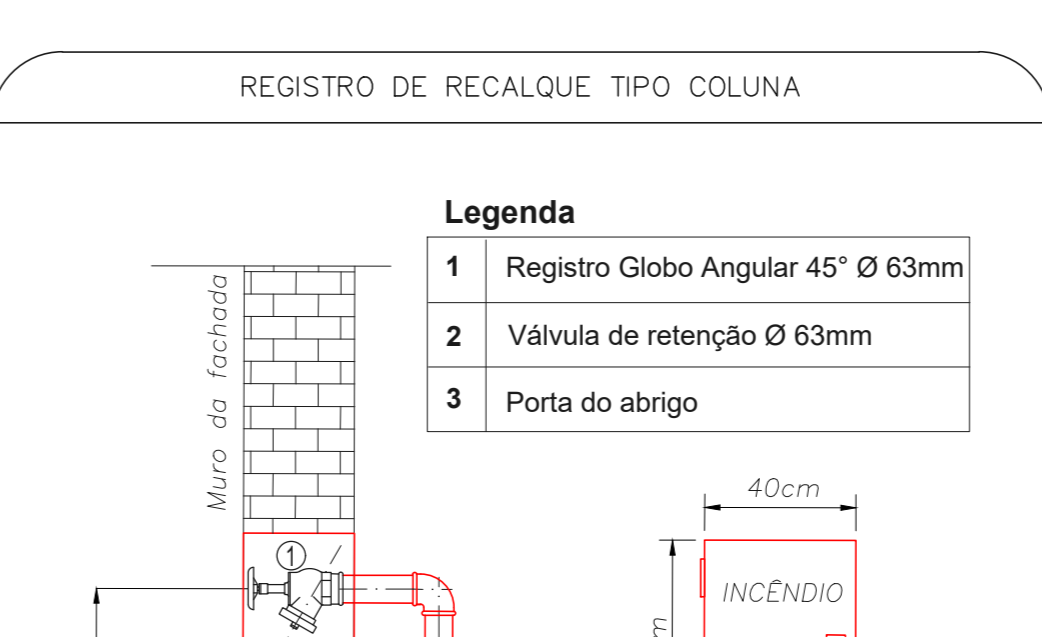 REGISTRO DE RECALQUE TIPO COLUNA
Legenda
1 Registro Globo Angular 45° Ø 63mm
2 Válvula de retenção Ø 63mm
3 Porta do abrigo
Muro da fachada
40cm
1
INCÊNDIO